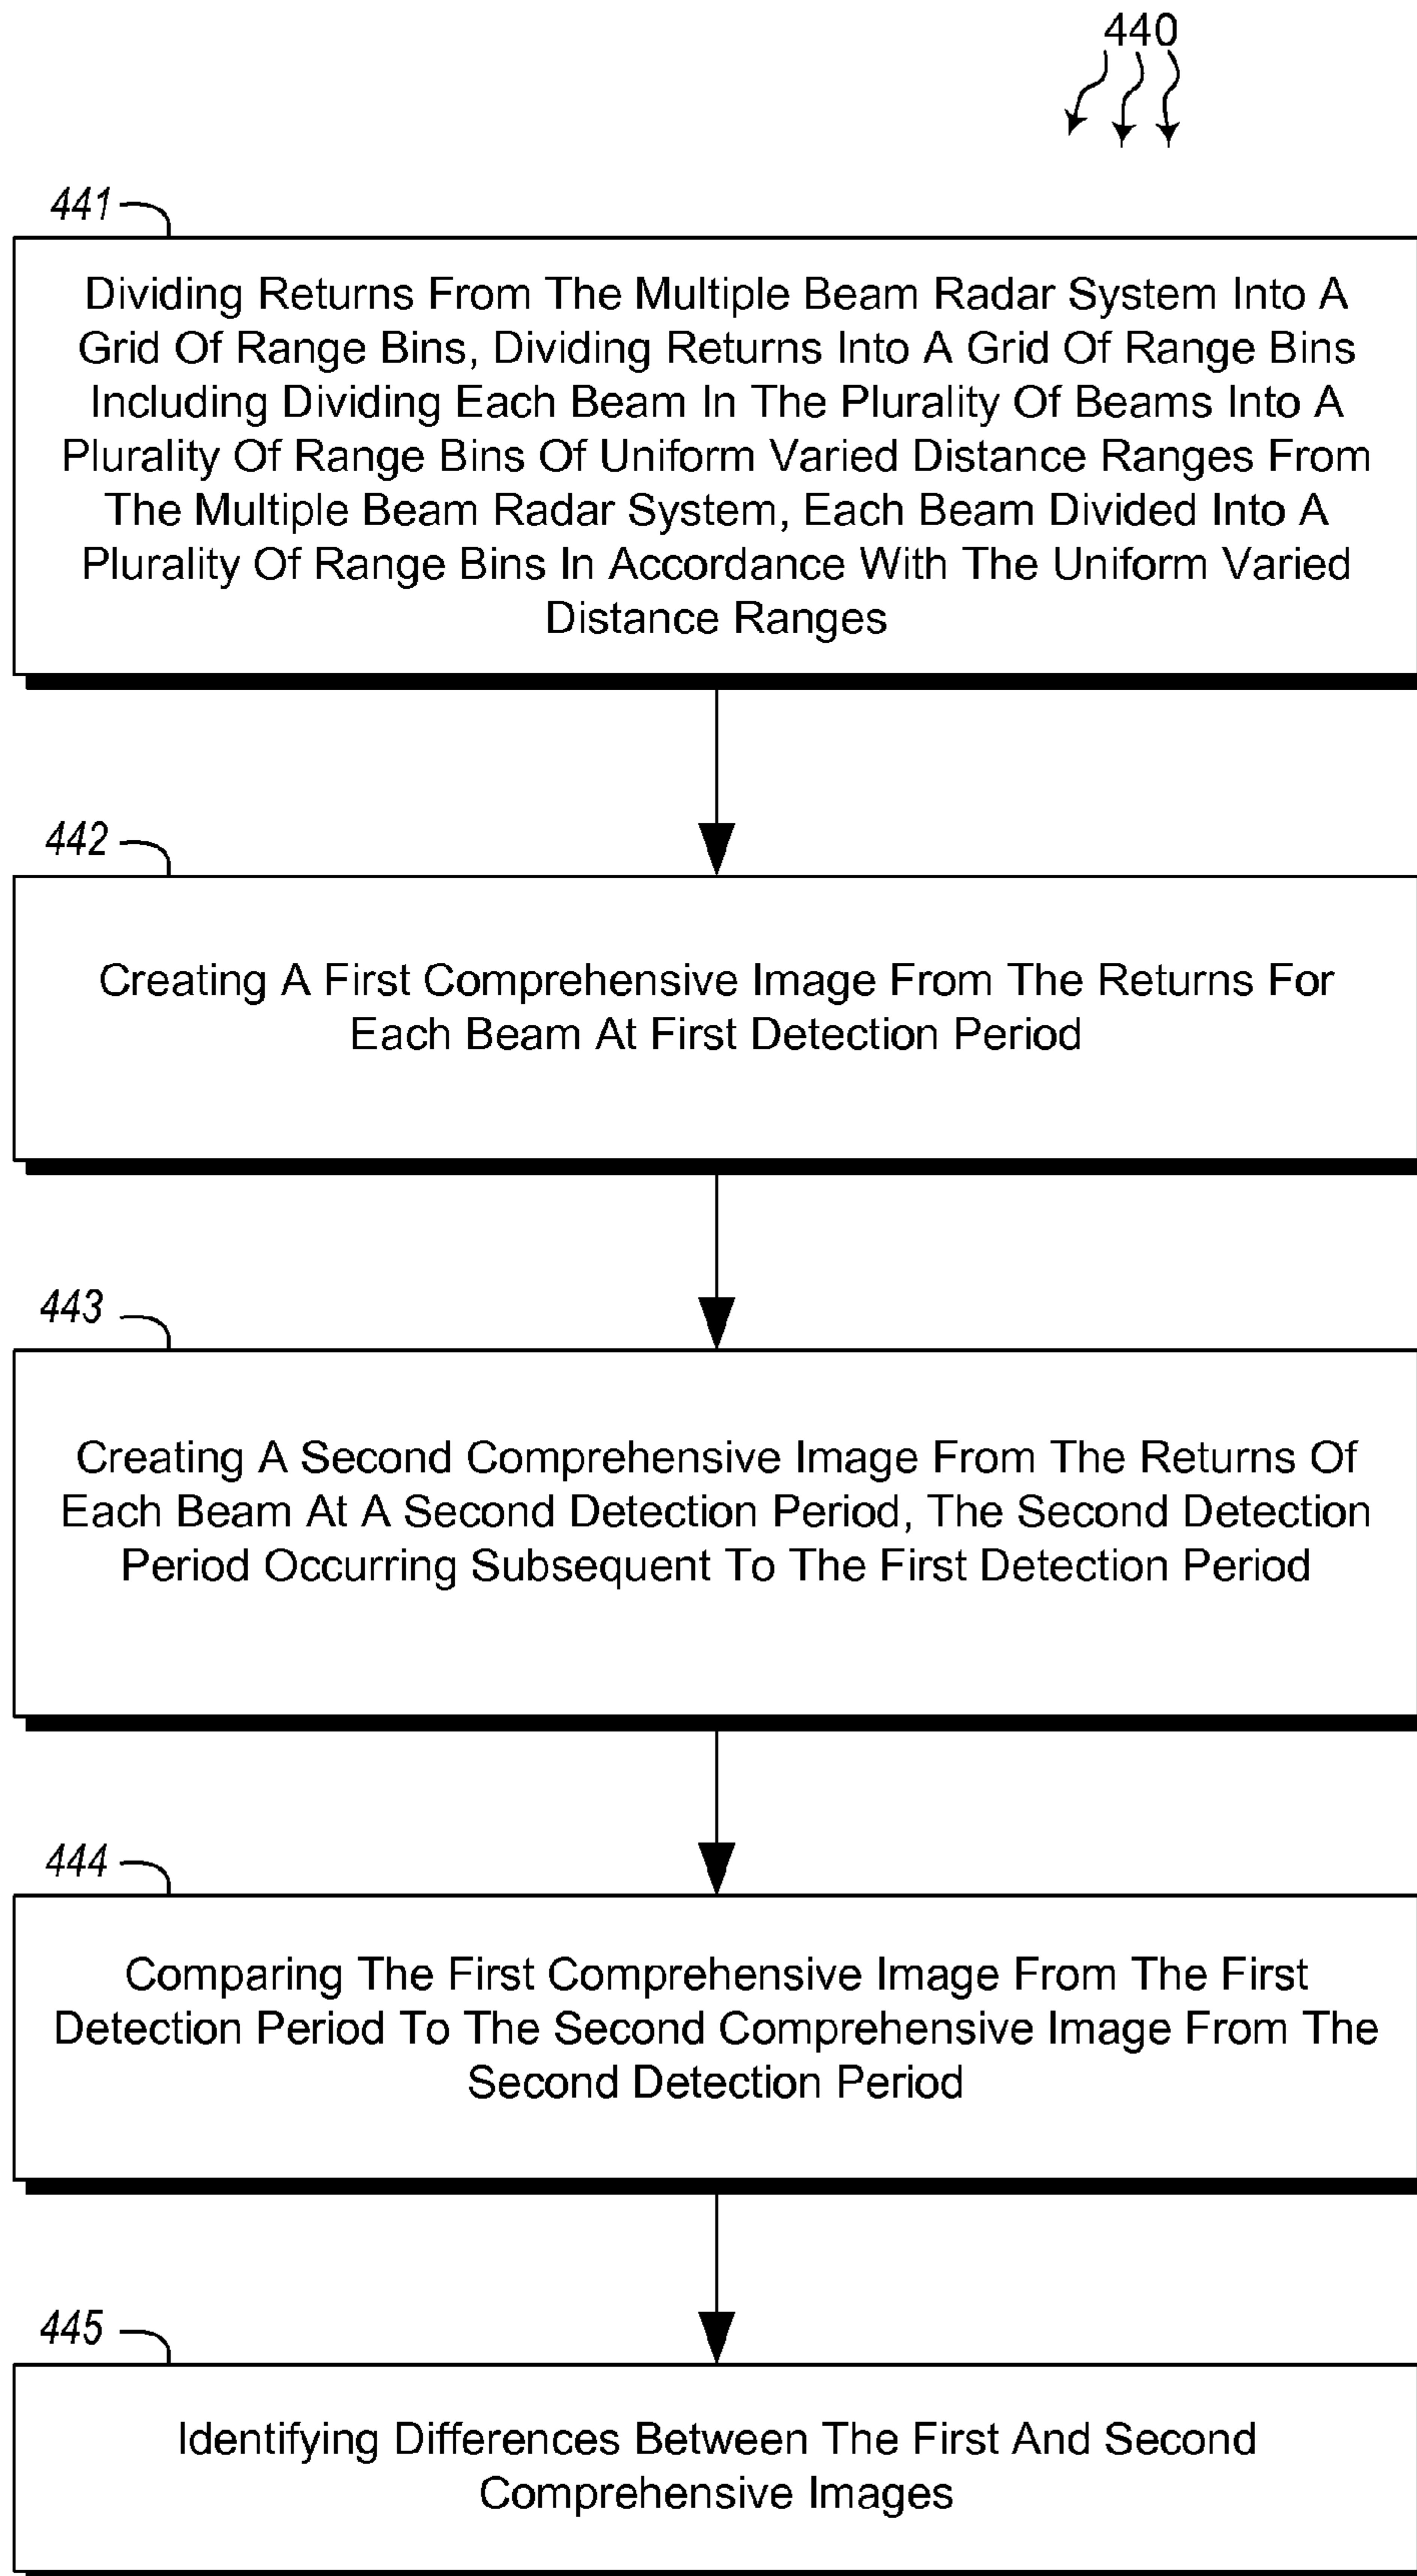 440
441
Dividing Returns From The Multiple Beam Radar System Into A
Grid Of Range Bins, Dividing Returns Into A Grid Of Range Bins
Including Dividing Each Beam In The Plurality Of Beams Into A
Plurality Of Range Bins Of Uniform Varied Distance Ranges From
The Multiple Beam Radar System, Each Beam Divided Into A
Plurality Of Range Bins In Accordance With The Uniform Varied
Distance Ranges
442
Creating A First Comprehensive Image From The Returns For
Each Beam At First Detection Period
443
Creating A Second Comprehensive Image From The Returns Of
Each Beam At A Second Detection Period, The Second Detection
Period Occurring Subsequent To The First Detection Period
444
Comparing The First Comprehensive Image From The First
Detection Period To The Second Comprehensive Image From The
Second Detection Period
445
Identifying Differences Between The First And Second
Comprehensive Images